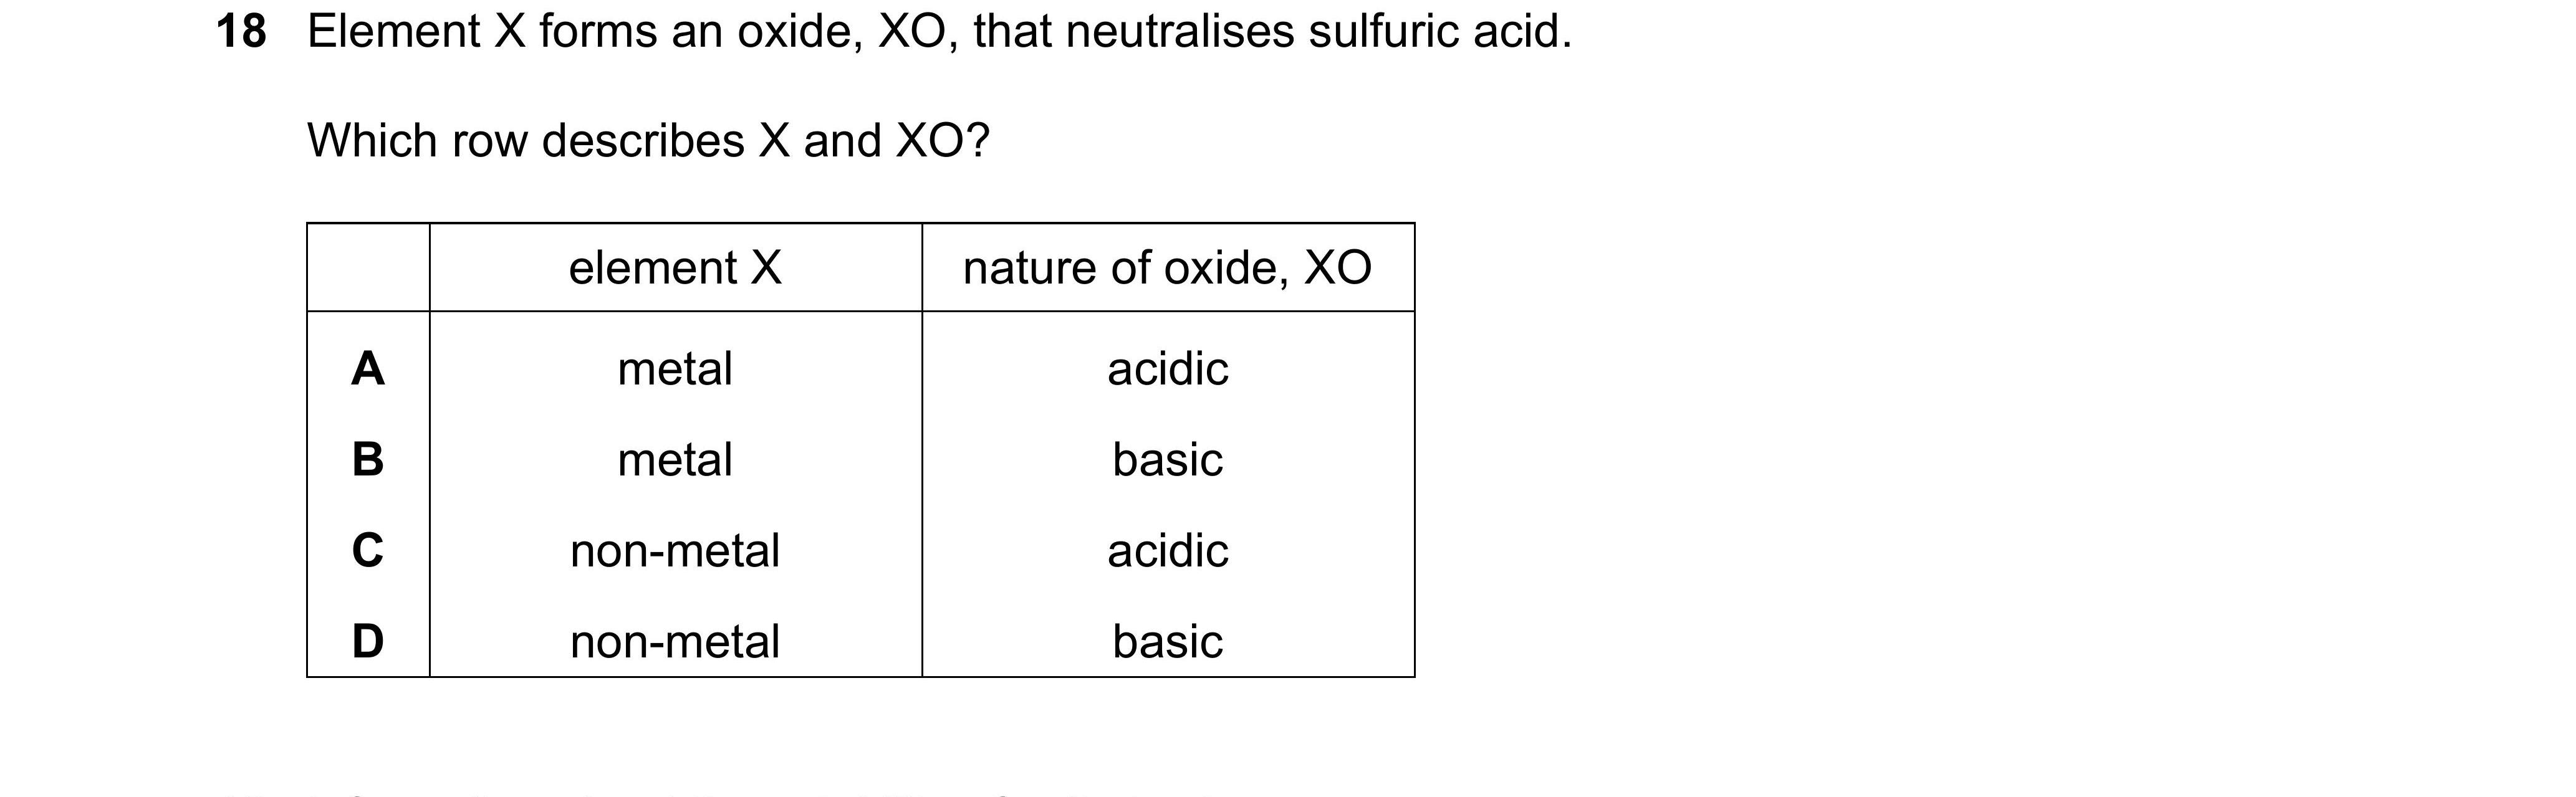 18 Element X forms an oxide, XO, that neutralises sulfuric acid.
Which row describes X and XO?
element X nature of oxide, XO
A metal acidic
B metal basic
C non-metal acidic
D non-metal basic